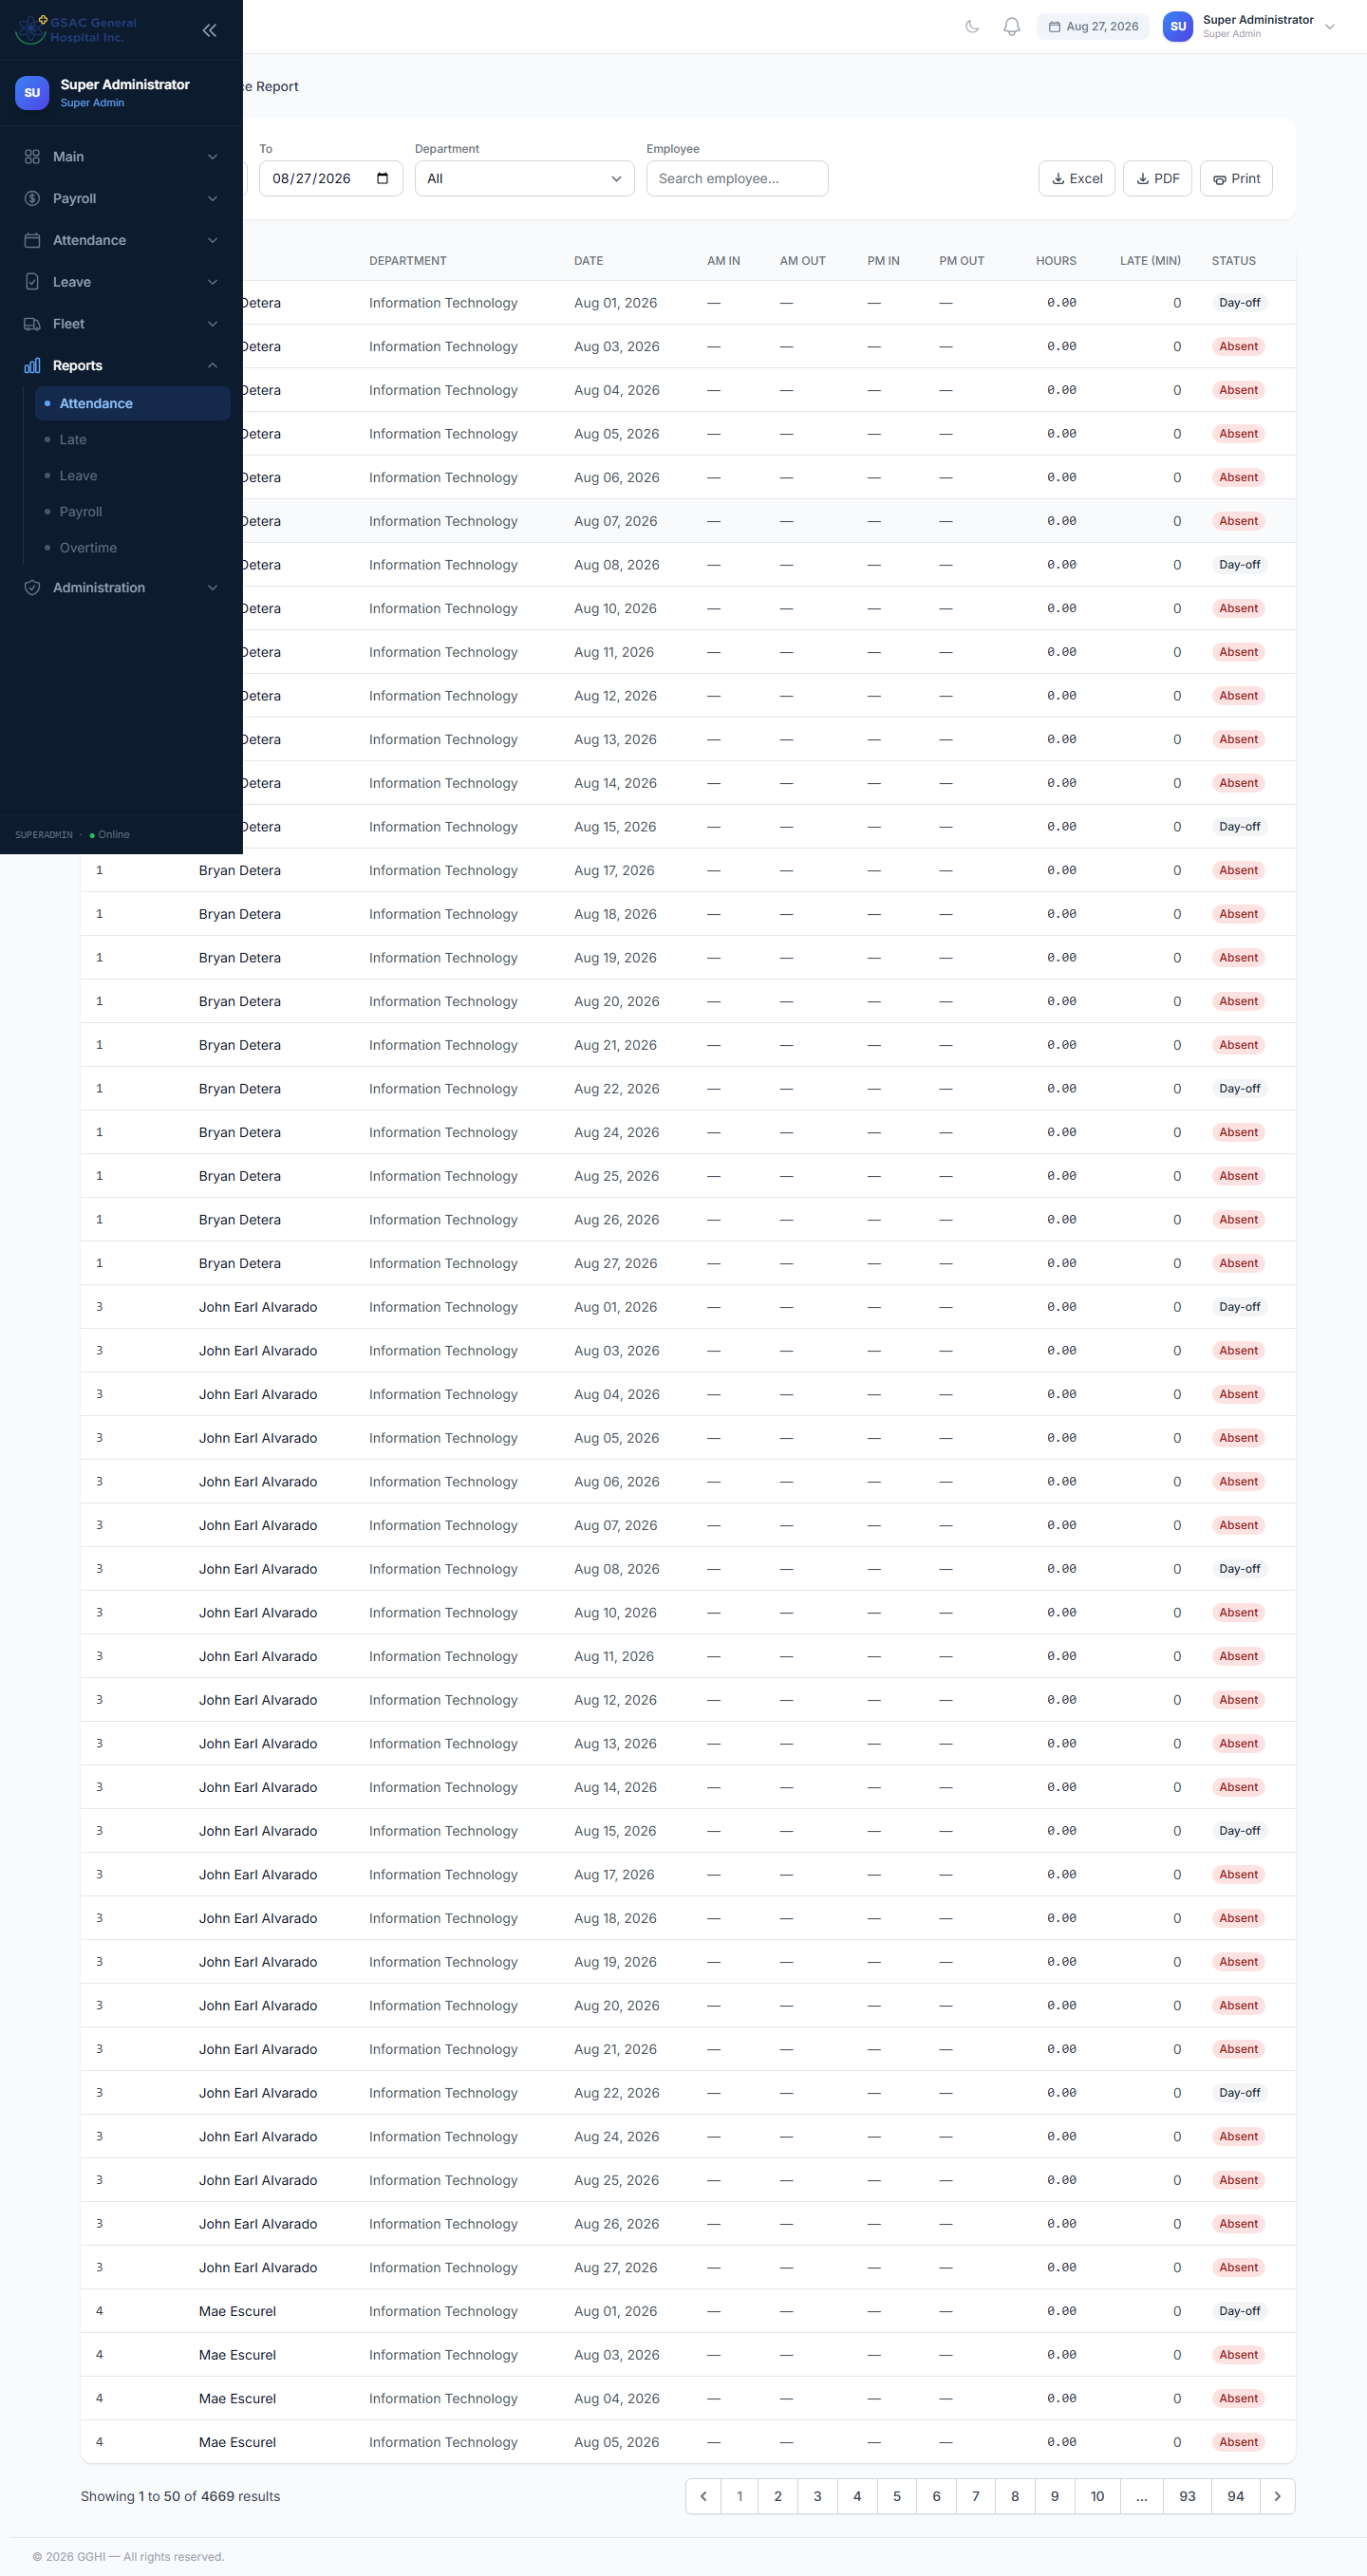 GSAC General
Hospital Inc.
Aug 27, 2026
SU
Super Administrator
Super Admin
SU
Super Administrator
Super Admin
Main
Payroll
Attendance
Leave
Fleet
Reports
Attendance
Late
Leave
Payroll
Overtime
Administration
SUPERADMIN · Online
Report
To
Department
Employee
08/27/2026
All
Search employee...
Excel
PDF
Print
DEPARTMENT DATE AM IN AM OUT PM IN PM OUT HOURS LATE (MIN) STATUS
Detera Information Technology Aug 01, 2026 — — — — 0.00 0 Day-off
Detera Information Technology Aug 03, 2026 — — — — 0.00 0 Absent
Detera Information Technology Aug 04, 2026 — — — — 0.00 0 Absent
Detera Information Technology Aug 05, 2026 — — — — 0.00 0 Absent
Detera Information Technology Aug 06, 2026 — — — — 0.00 0 Absent
Detera Information Technology Aug 07, 2026 — — — — 0.00 0 Absent
Detera Information Technology Aug 08, 2026 — — — — 0.00 0 Day-off
Detera Information Technology Aug 10, 2026 — — — — 0.00 0 Absent
Detera Information Technology Aug 11, 2026 — — — — 0.00 0 Absent
Detera Information Technology Aug 12, 2026 — — — — 0.00 0 Absent
Detera Information Technology Aug 13, 2026 — — — — 0.00 0 Absent
Detera Information Technology Aug 14, 2026 — — — — 0.00 0 Absent
Detera Information Technology Aug 15, 2026 — — — — 0.00 0 Day-off
1 Bryan Detera Information Technology Aug 17, 2026 — — — — 0.00 0 Absent
1 Bryan Detera Information Technology Aug 18, 2026 — — — — 0.00 0 Absent
1 Bryan Detera Information Technology Aug 19, 2026 — — — — 0.00 0 Absent
1 Bryan Detera Information Technology Aug 20, 2026 — — — — 0.00 0 Absent
1 Bryan Detera Information Technology Aug 21, 2026 — — — — 0.00 0 Absent
1 Bryan Detera Information Technology Aug 22, 2026 — — — — 0.00 0 Day-off
1 Bryan Detera Information Technology Aug 24, 2026 — — — — 0.00 0 Absent
1 Bryan Detera Information Technology Aug 25, 2026 — — — — 0.00 0 Absent
1 Bryan Detera Information Technology Aug 26, 2026 — — — — 0.00 0 Absent
1 Bryan Detera Information Technology Aug 27, 2026 — — — — 0.00 0 Absent
3 John Earl Alvarado Information Technology Aug 01, 2026 — — — — 0.00 0 Day-off
3 John Earl Alvarado Information Technology Aug 03, 2026 — — — — 0.00 0 Absent
3 John Earl Alvarado Information Technology Aug 04, 2026 — — — — 0.00 0 Absent
3 John Earl Alvarado Information Technology Aug 05, 2026 — — — — 0.00 0 Absent
3 John Earl Alvarado Information Technology Aug 06, 2026 — — — — 0.00 0 Absent
3 John Earl Alvarado Information Technology Aug 07, 2026 — — — — 0.00 0 Absent
3 John Earl Alvarado Information Technology Aug 08, 2026 — — — — 0.00 0 Day-off
3 John Earl Alvarado Information Technology Aug 10, 2026 — — — — 0.00 0 Absent
3 John Earl Alvarado Information Technology Aug 11, 2026 — — — — 0.00 0 Absent
3 John Earl Alvarado Information Technology Aug 12, 2026 — — — — 0.00 0 Absent
3 John Earl Alvarado Information Technology Aug 13, 2026 — — — — 0.00 0 Absent
3 John Earl Alvarado Information Technology Aug 14, 2026 — — — — 0.00 0 Absent
3 John Earl Alvarado Information Technology Aug 15, 2026 — — — — 0.00 0 Day-off
3 John Earl Alvarado Information Technology Aug 17, 2026 — — — — 0.00 0 Absent
3 John Earl Alvarado Information Technology Aug 18, 2026 — — — — 0.00 0 Absent
3 John Earl Alvarado Information Technology Aug 19, 2026 — — — — 0.00 0 Absent
3 John Earl Alvarado Information Technology Aug 20, 2026 — — — — 0.00 0 Absent
3 John Earl Alvarado Information Technology Aug 21, 2026 — — — — 0.00 0 Absent
3 John Earl Alvarado Information Technology Aug 22, 2026 — — — — 0.00 0 Day-off
3 John Earl Alvarado Information Technology Aug 24, 2026 — — — — 0.00 0 Absent
3 John Earl Alvarado Information Technology Aug 25, 2026 — — — — 0.00 0 Absent
3 John Earl Alvarado Information Technology Aug 26, 2026 — — — — 0.00 0 Absent
3 John Earl Alvarado Information Technology Aug 27, 2026 — — — — 0.00 0 Absent
4 Mae Escurel Information Technology Aug 01, 2026 — — — — 0.00 0 Day-off
4 Mae Escurel Information Technology Aug 03, 2026 — — — — 0.00 0 Absent
4 Mae Escurel Information Technology Aug 04, 2026 — — — — 0.00 0 Absent
4 Mae Escurel Information Technology Aug 05, 2026 — — — — 0.00 0 Absent
Showing 1 to 50 of 4669 results
1 2 3 4 5 6 7 8 9 10 ... 93 94
© 2026 GGHI — All rights reserved.